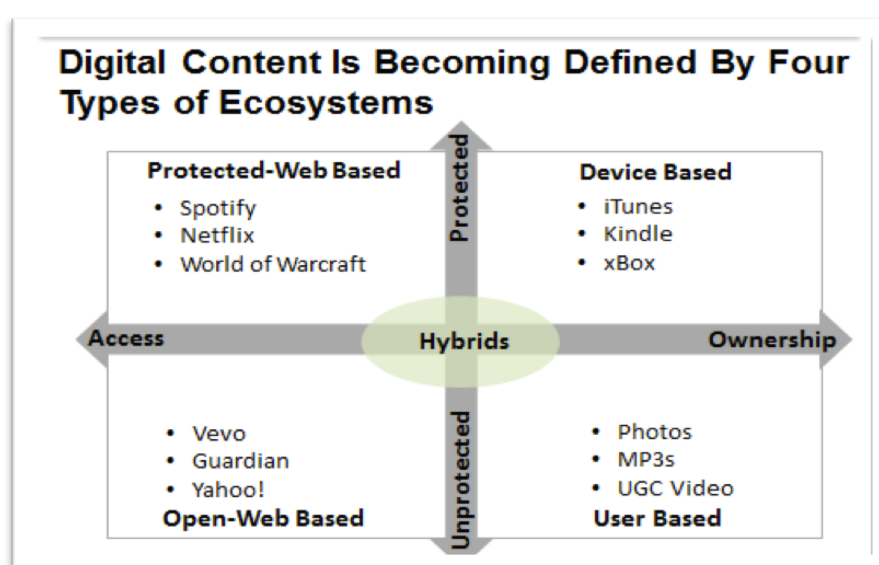 Digital Content Is Becoming Defined By Four
Types of Ecosystems
Protected
Protected-Web Based
• Spotify
• Netflix
• World of Warcraft
Device Based
• iTunes
• Kindle
• xBox
Access
Hybrids
Ownership
• Vevo
• Guardian
• Yahoo!
Open-Web Based
Unprotected
• Photos
• MP3s
• UGC Video
User Based